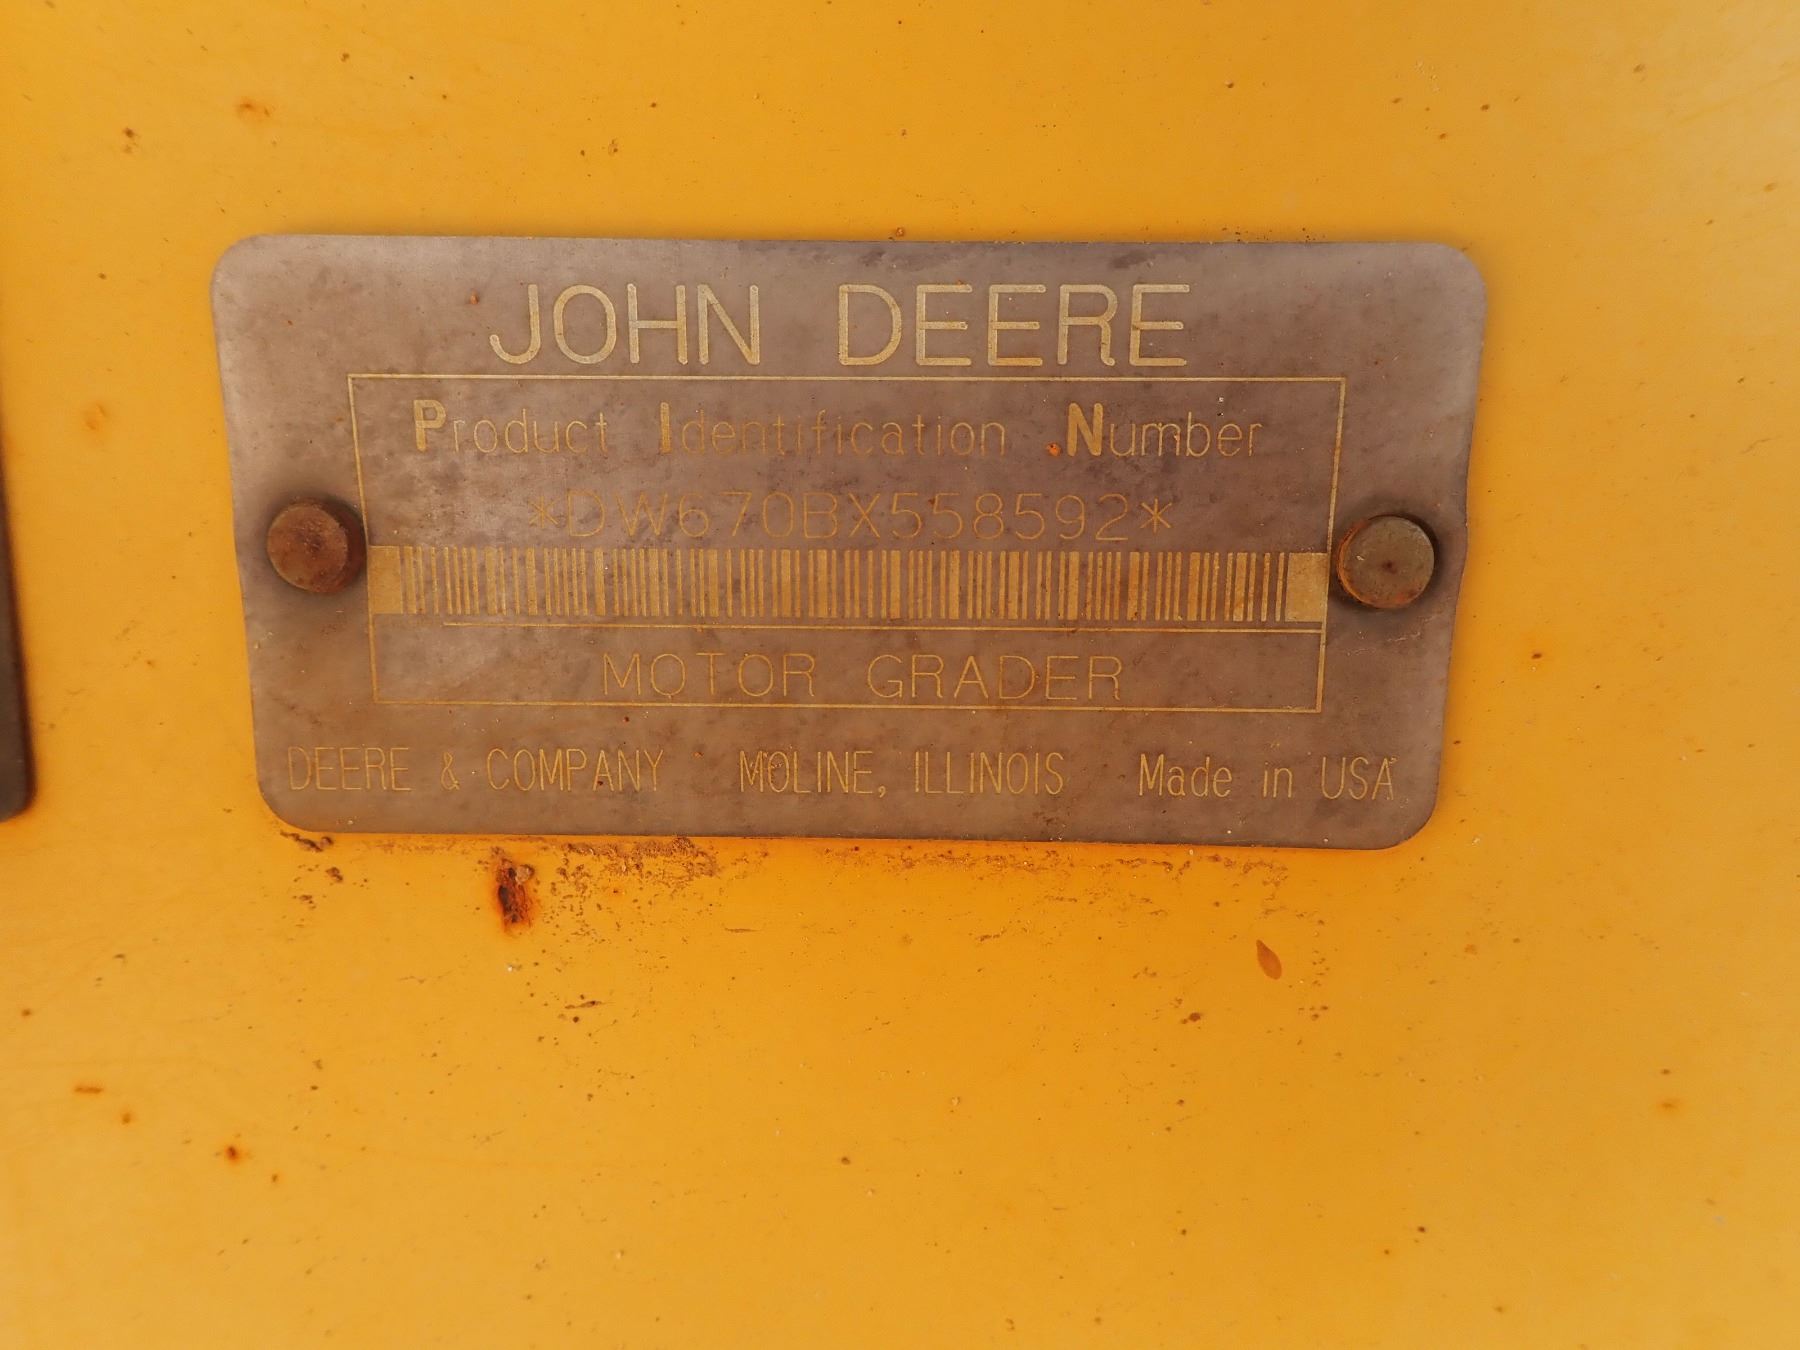 JOHN DEERE
Product Identification Number
*DW670BX558592*
MOTOR GRADER
DEERE & COMPANY MOLINE, ILLINOIS Made in USA